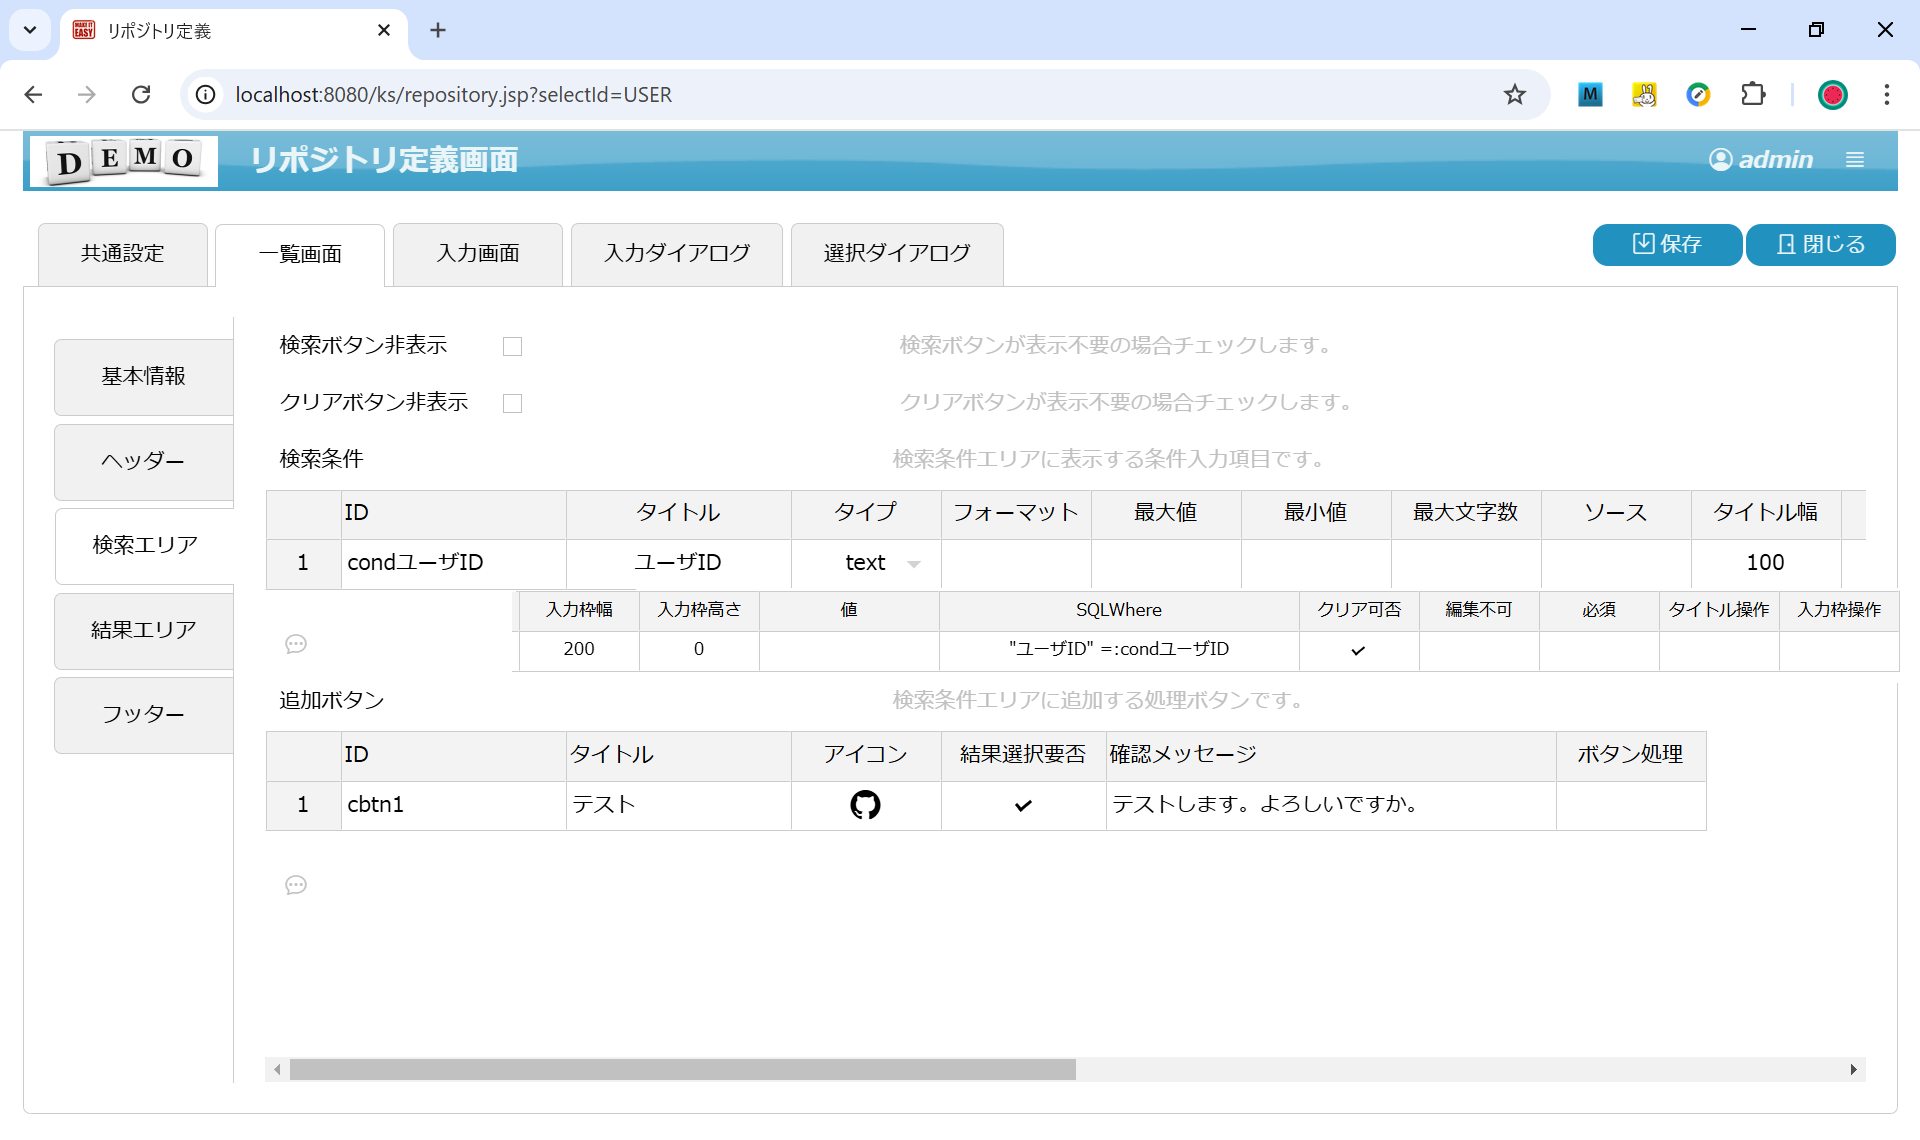 MAKE IT EASY リポジトリ定義
localhost:8080/ks/repository.jsp?selectId=USER
M
DEMO リポジトリ定義画面 admin
共通設定 一覧画面 入力画面 入力ダイアログ 選択ダイアログ 保存 閉じる
基本情報
ヘッダー
検索エリア
結果エリア
フッター
検索ボタン非表示 検索ボタンが表示不要の場合チェックします。
クリアボタン非表示 クリアボタンが表示不要の場合チェックします。
検索条件 検索条件エリアに表示する条件入力項目です。
ID タイトル タイプ フォーマット 最大値 最小値 最大文字数 ソース タイトル幅
1 condユーザID ユーザID text 100
入力枠幅 入力枠高さ 値 SQLWhere クリア可否 編集不可 必須 タイトル操作 入力枠操作
200 0 "ユーザID" =:condユーザID
追加ボタン 検索条件エリアに追加する処理ボタンです。
ID タイトル アイコン 結果選択要否 確認メッセージ ボタン処理
1 cbtn1 テスト テストします。よろしいですか。